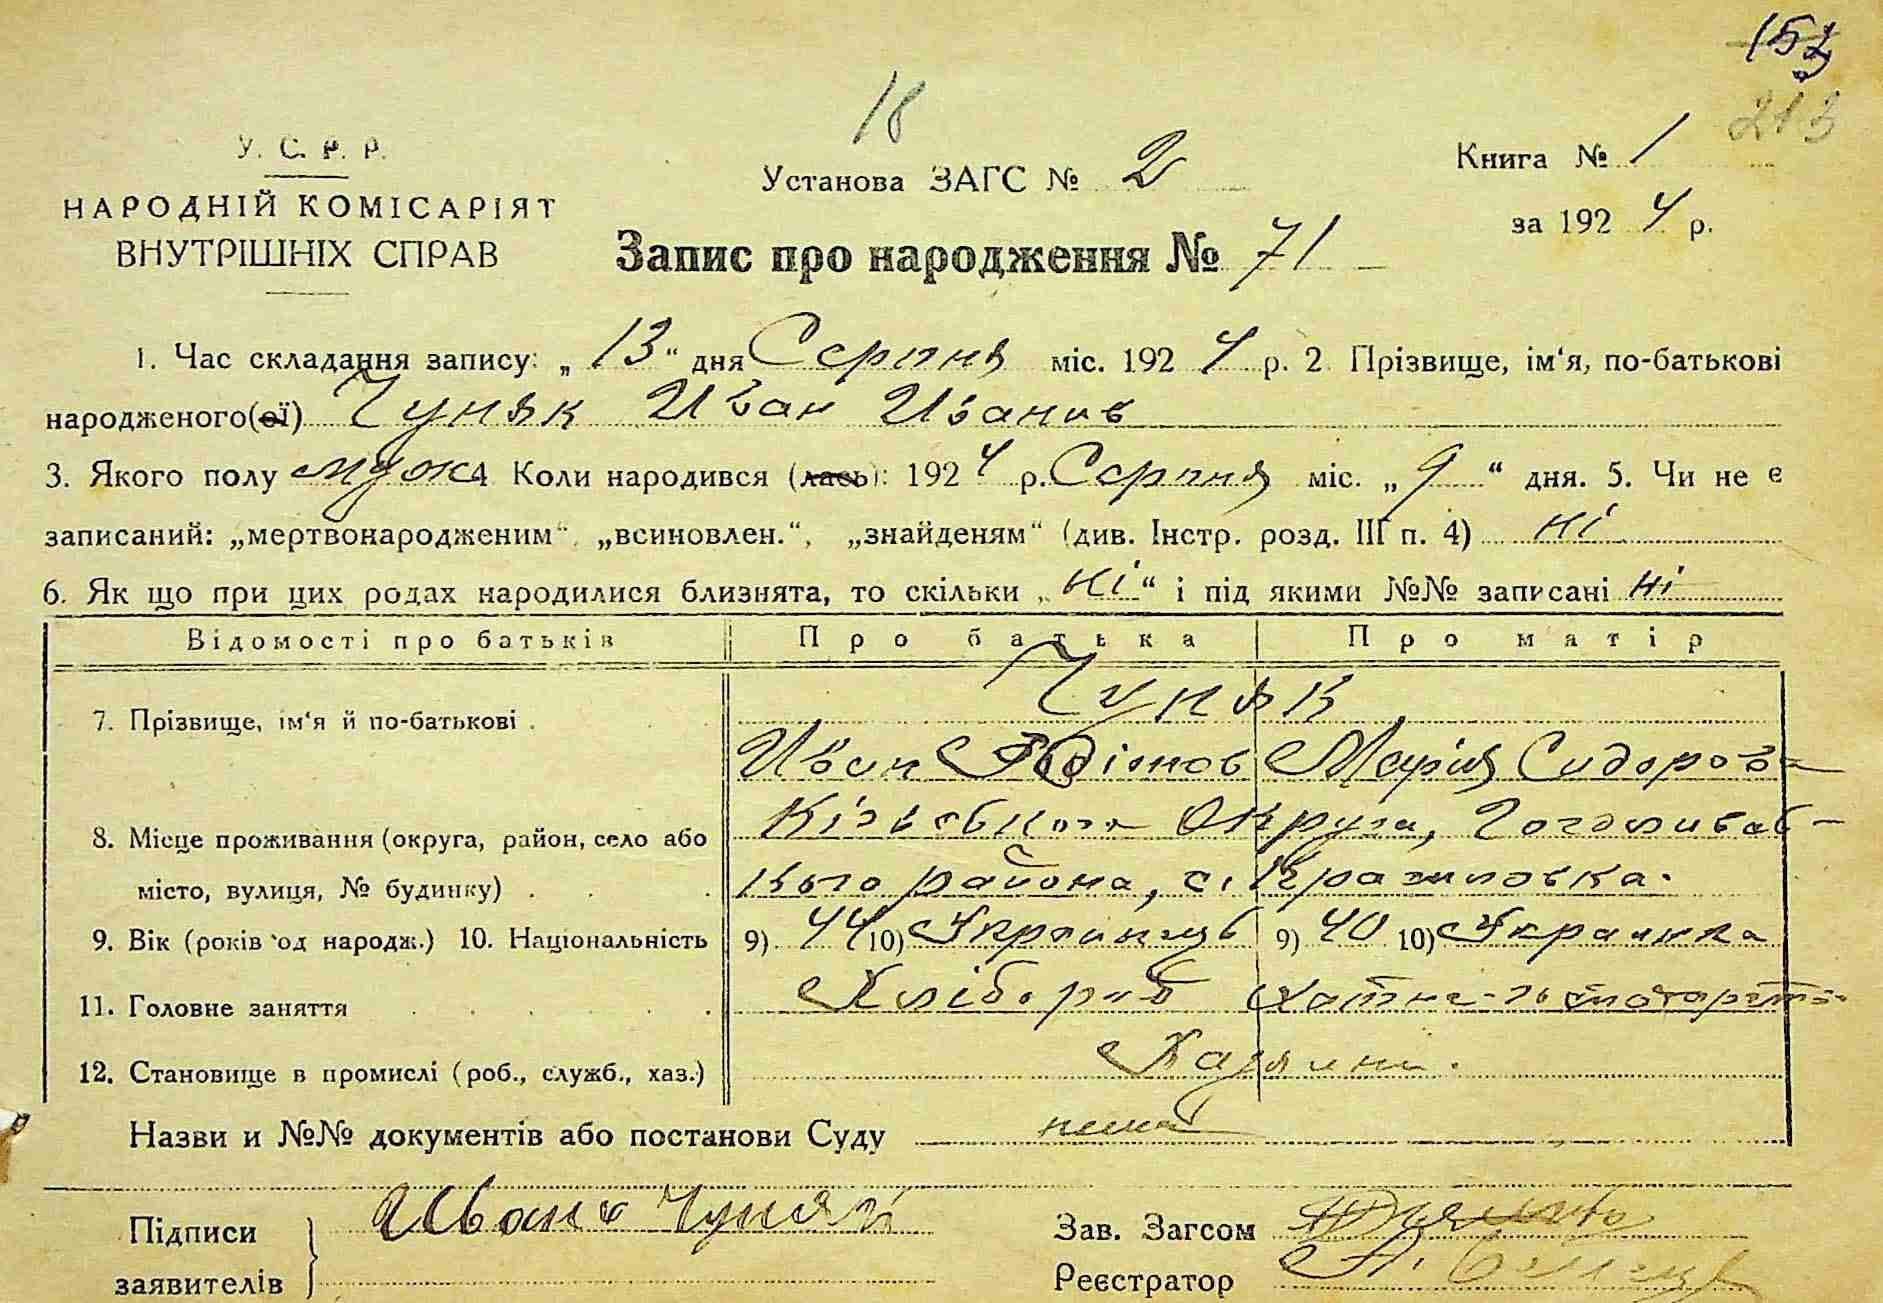 152
213
18
У. С. Р. Р.
НАРОДНІЙ КОМІСАРІЯТ
ВНУТРІШНІХ СПРАВ
Установа ЗАГС № 2
Книга № 1
за 1924 р.
Запис про народження № 71
1. Час складання запису: „13“ дня Серпня міс. 1924 р. 2. Прізвище, ім‘я, по-батькові
народженого(ої) Чуняк Иван Иванив
3. Якого полу муж 4 Коли народився (лась): 1924 р. Серпня міс. „9“ дня. 5. Чи не є
записаний: „мертвонародженим“, „всиновлен.“, „знайденям“ (див. Інстр. розд. III п. 4) ні
6. Як що при цих родах народилися близнята, то скільки „ні“ і під якими №№ записані ні
Відомості про батьків Про батька Про матір
Чуняк
7. Прізвище, ім‘я й по-батькові .
Иван Марія Сидоров-
8. Місце проживання (округа, район, село або Округа,
місто, вулиця, № будинку) . . кого района, с.
9. Вік (років од народж.) 10. Національність 9) 44 10) Українець 9) 40 10) Украинка
11. Головне заняття . . . . . . Хлібороб
12. Становище в промислі (роб., служб., хаз.) Хазяин.
Назви и №№ документів або постанови Суду нема
Підписи Иван Чуняк Зав. Загсом
заявителів Реєстратор